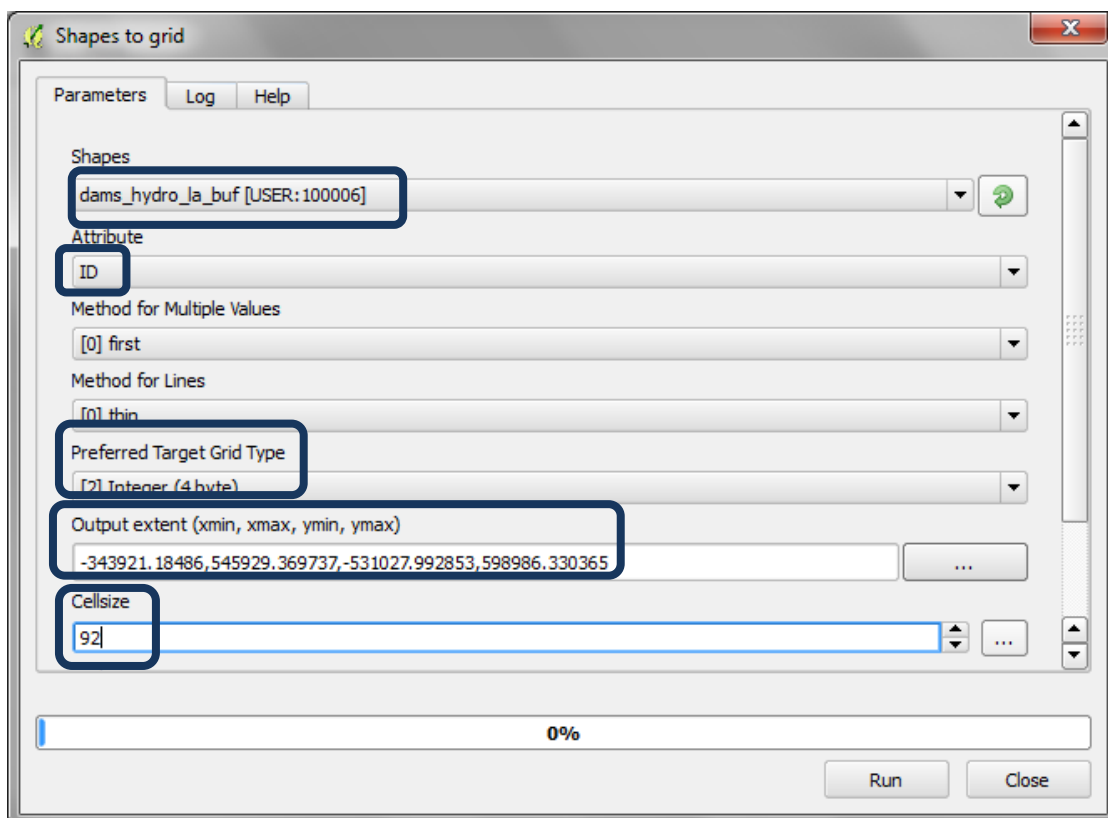 Shapes to grid
Parameters Log Help
Shapes
dams_hydro_la_buf [USER:100006]
Attribute
ID
Method for Multiple Values
[0] first
Method for Lines
[0] thin
Preferred Target Grid Type
[2] Integer (4 byte)
Output extent (xmin, xmax, ymin, ymax)
-343921.18486,545929.369737,-531027.992853,598986.330365
...
Cellsize
92
...
0%
Run Close